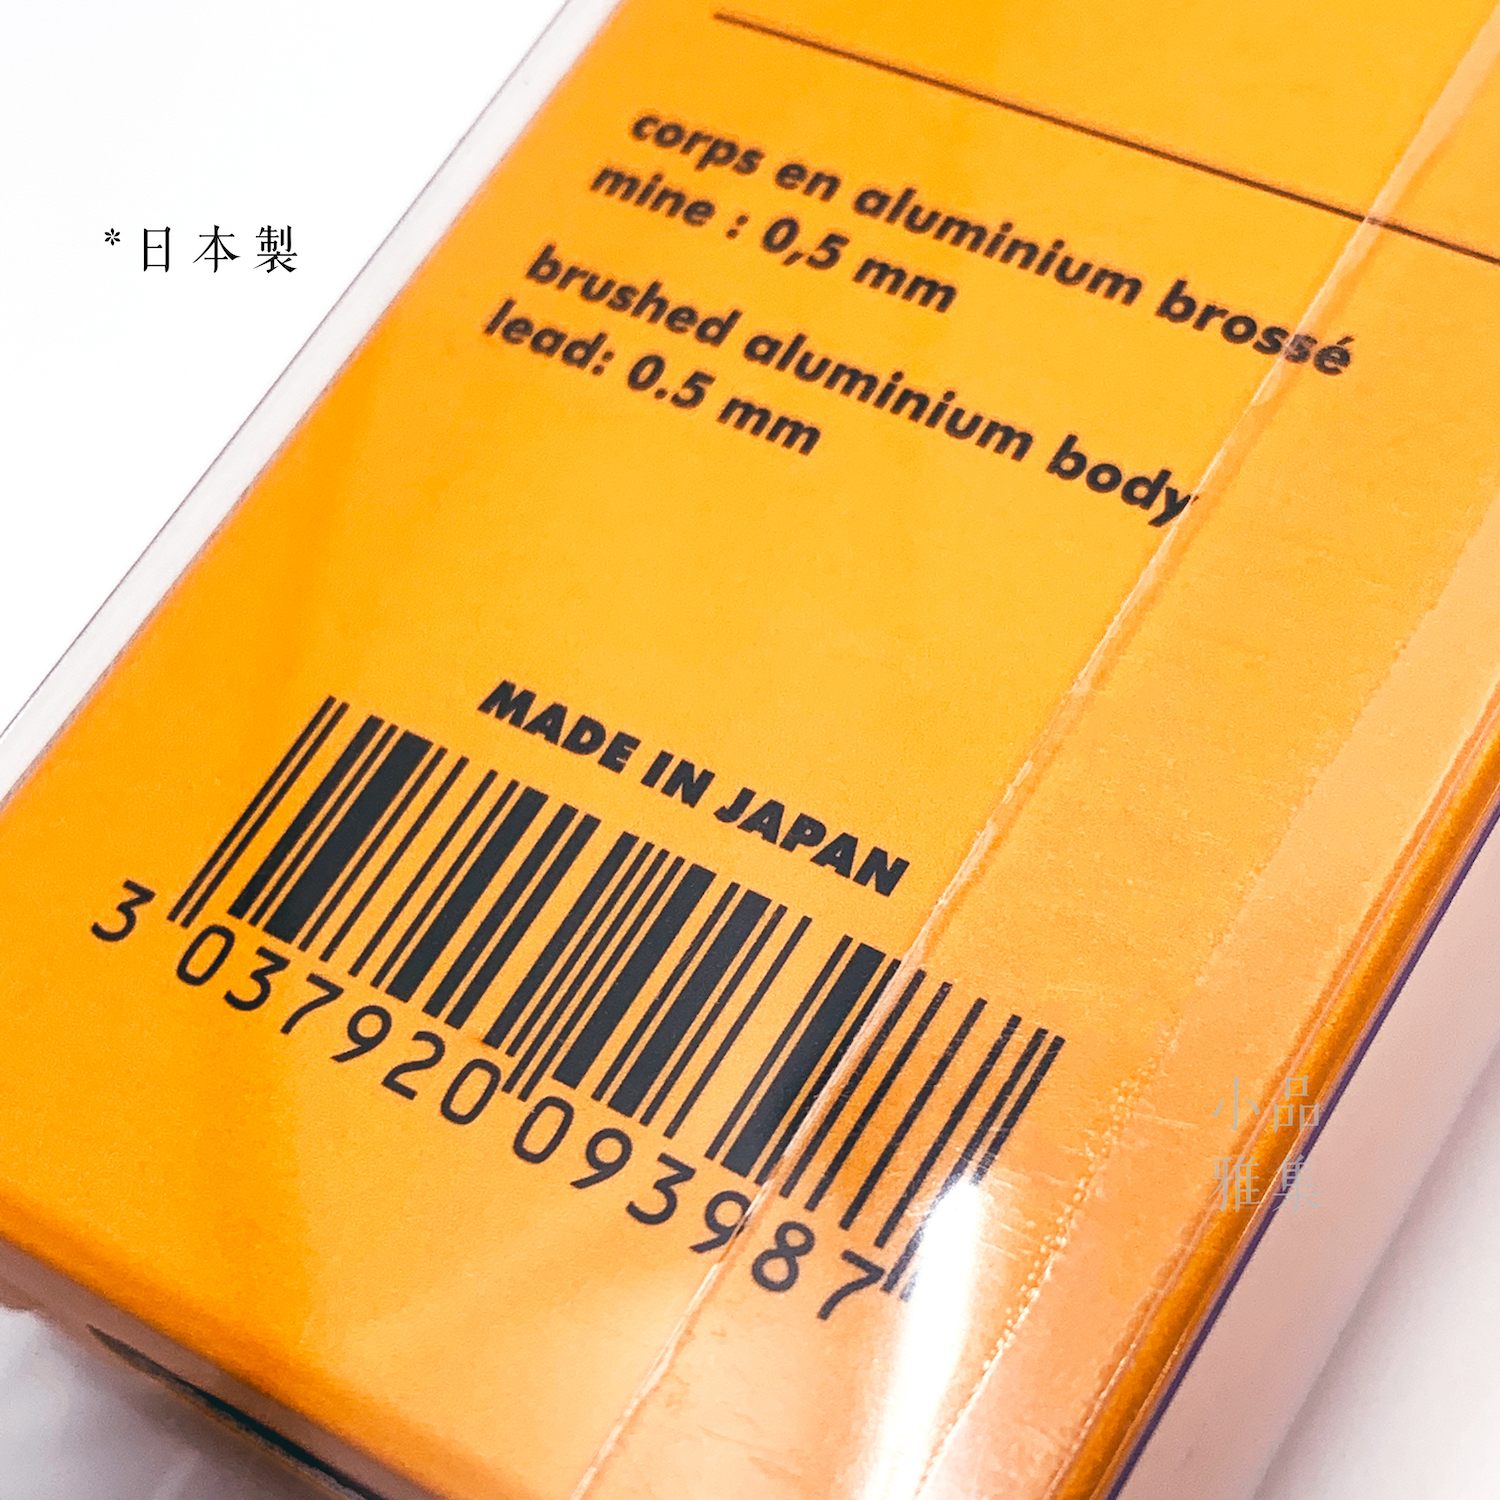 corps en aluminium brossé
mine : 0,5 mm
brushed aluminium body
lead: 0.5 mm
*日本製
MADE IN JAPAN
3 037920 093987
小品
雅集